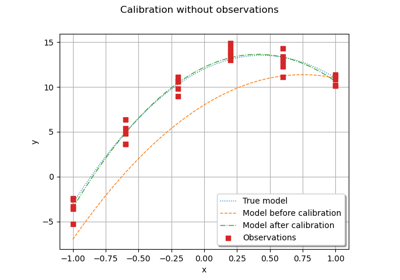 Calibration without observations
15
10
5
0
−5
y
−1.00 −0.75 −0.50 −0.25 0.00 0.25 0.50 0.75 1.00
x
True model
Model before calibration
Model after calibration
Observations